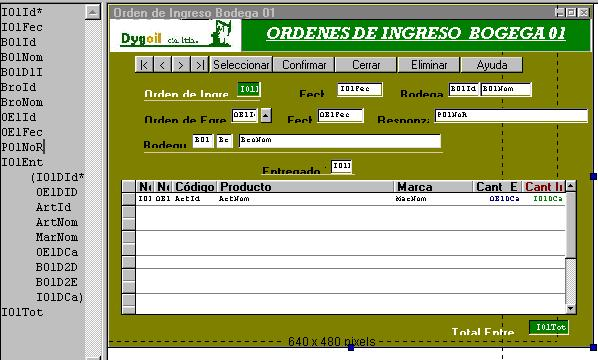 I01Id*
I01Fec
B01Id
B01Nom
B01D1I
BroId
BroNom
OE1Id
OE1Fec
P01NoR
I01Ent
(I01DId*
OE1DID
ArtId
ArtNom
MarNom
OE1DCa
B01D2D
B01D2E
I01DCa)
I01Tot
Orden de Ingreso Bodega 01
Dygoil cia. ltda.
ORDENES DE INGRESO BOGEGA 01
Seleccionar Confirmar Cerrar Eliminar Ayuda
Orden de Ingre I01I Fech I01Fec Bodega B01Id B01Nom
Orden de Egre OE1I Fech OE1Fec Responz P01NoR
Bodegu B01 Br BroNom
Entregado I01
Código Producto Marca Cant E Cant I
I01 OE1 ArtId ArtNom MarNom OE1DCa I01DCa
Total Entre I01Tot
640 x 480 pixels